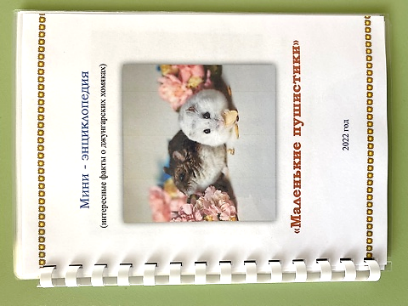 Мини - энциклопедия
(интересные факты о джунгарских хомяках)
«Маленькие пушистики»
2022 год